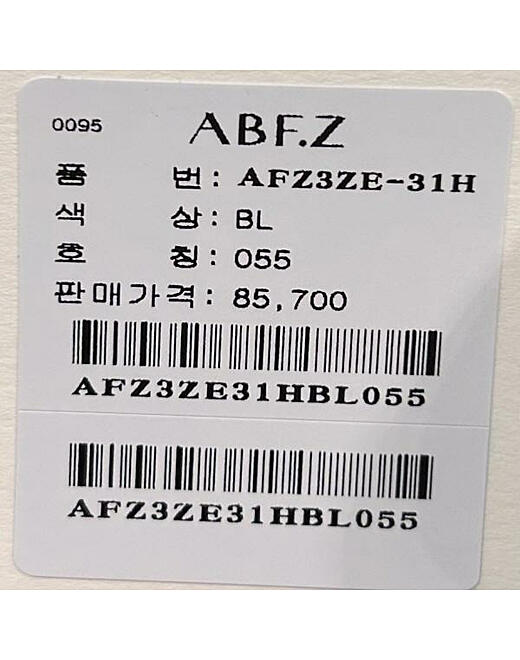 0095 ABF.Z
품 번 : AFZ3ZE-31H
색 상 : BL
호 칭 : 055
판매가격 : 85,700
AFZ3ZE31HBL055
AFZ3ZE31HBL055